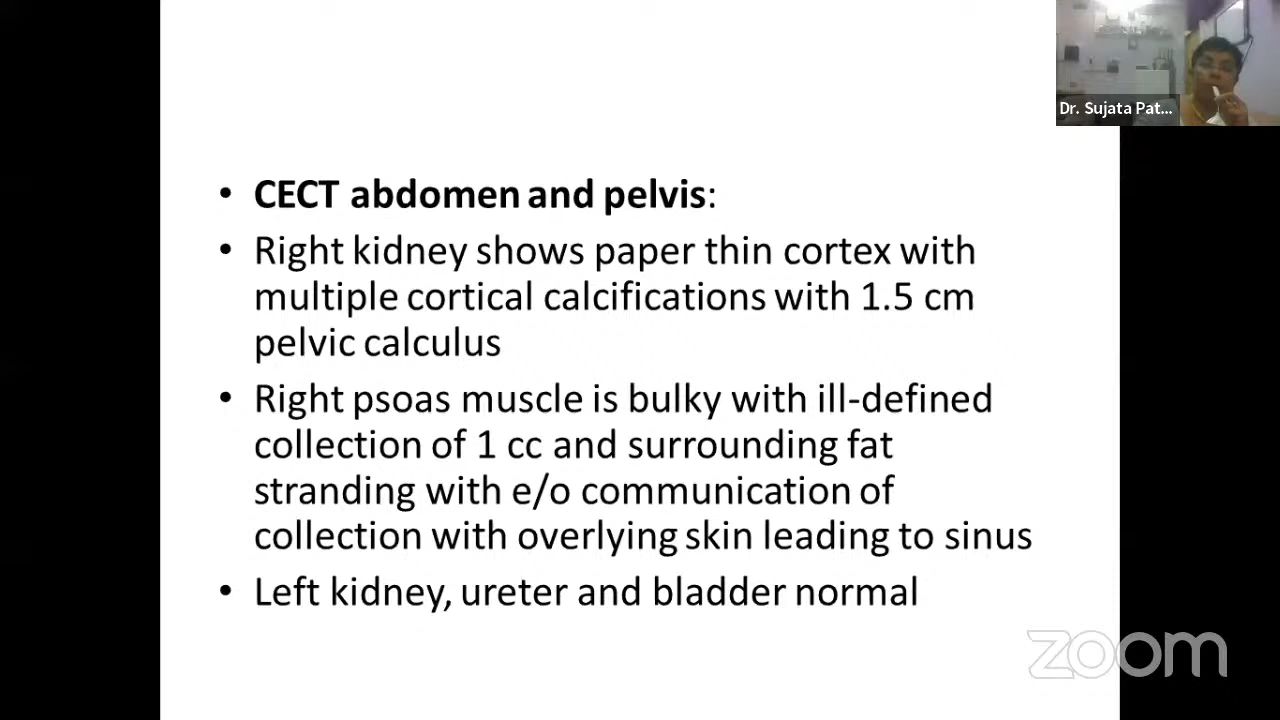 Dr. Sujata Pat...
• CECT abdomen and pelvis:
• Right kidney shows paper thin cortex with
multiple cortical calcifications with 1.5 cm
pelvic calculus
• Right psoas muscle is bulky with ill-defined
collection of 1 cc and surrounding fat
stranding with e/o communication of
collection with overlying skin leading to sinus
• Left kidney, ureter and bladder normal
zoom